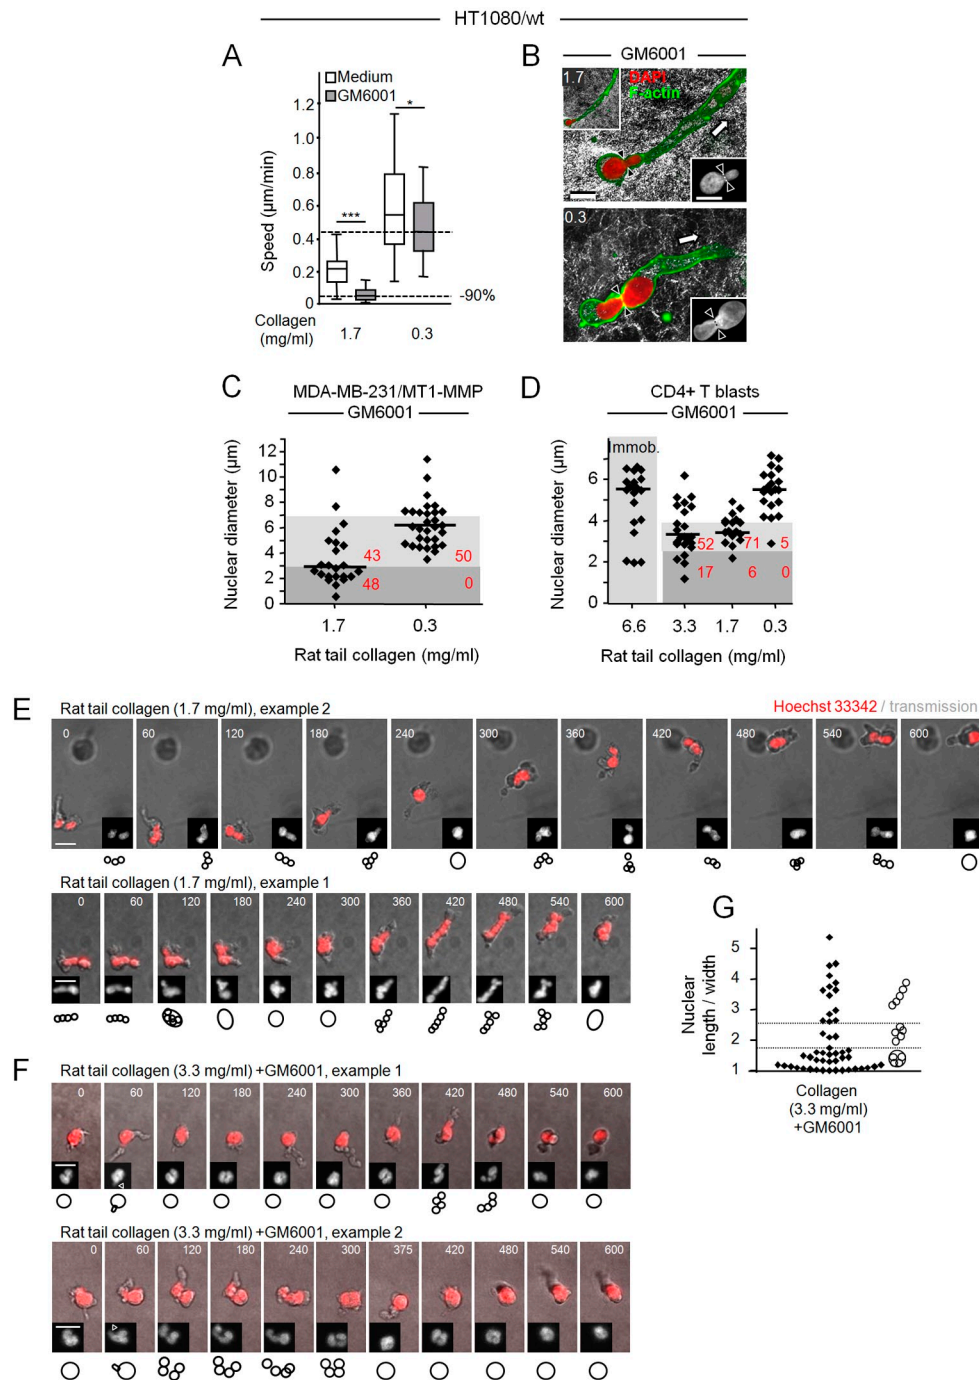 HT1080/wt
A
Medium
GM6001
*
***
1.2
1.0
0.8
0.6
0.4
0.2
0
Speed (µm/min)
-90%
Collagen
(mg/ml)
1.7
0.3
B
GM6001
1.7
DAPI
F-actin
0.3
C
MDA-MB-231/MT1-MMP
GM6001
Nuclear diameter (µm)
12
10
8
6
4
2
0
43
50
48
0
1.7
0.3
Rat tail collagen (mg/ml)
D
CD4+ T blasts
GM6001
Immob.
Nuclear diameter (µm)
6
4
2
0
52
71
5
17
6
0
6.6
3.3
1.7
0.3
Rat tail collagen (mg/ml)
E
Rat tail collagen (1.7 mg/ml), example 2
Hoechst 33342 / transmission
0
60
120
180
240
300
360
420
480
540
600
Rat tail collagen (1.7 mg/ml), example 1
0
60
120
180
240
300
360
420
480
540
600
F
Rat tail collagen (3.3 mg/ml) +GM6001, example 1
0
60
120
180
240
300
360
420
480
540
600
Rat tail collagen (3.3 mg/ml) +GM6001, example 2
0
60
120
180
240
300
375
420
480
540
600
G
Nuclear
length / width
5
4
3
2
1
Collagen
(3.3 mg/ml)
+GM6001